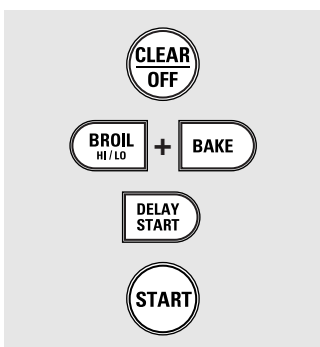 CLEAR
OFF
BROIL
HI / LO
+
BAKE
DELAY
START
START